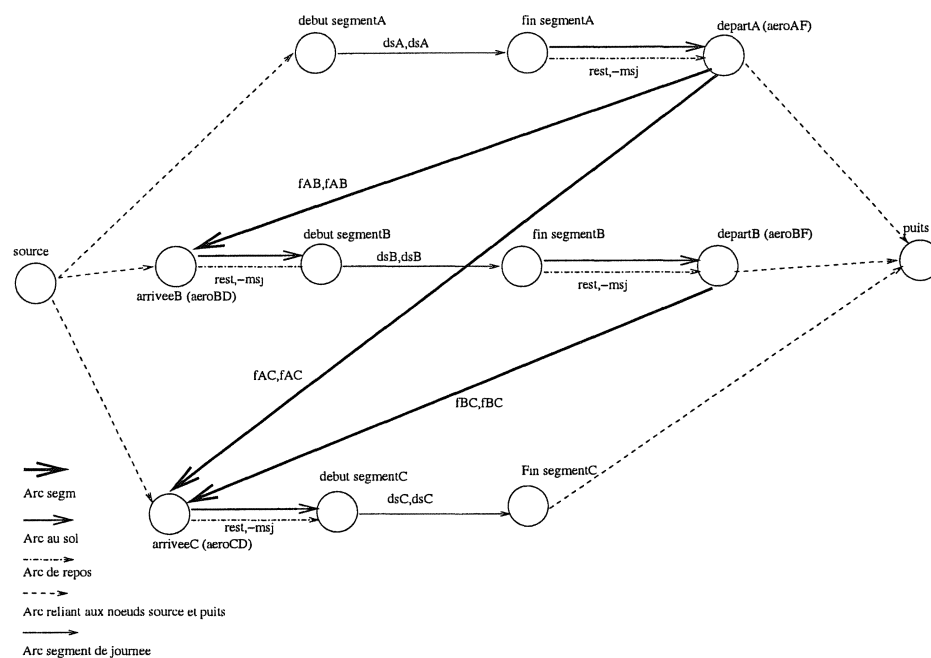 debut segmentA
fin segmentA
departA (aeroAF)
dsA,dsA
rest,-msj
fAB,fAB
source
debut segmentB
fin segmentB
departB (aeroBF)
puits
dsB,dsB
rest,-msj
rest,-msj
arriveeB (aeroBD)
fAC,fAC
fBC,fBC
debut segmentC
Fin segmentC
dsC,dsC
rest,-msj
arriveeC (aeroCD)
Arc segm
Arc au sol
Arc de repos
Arc reliant aux noeuds source et puits
Arc segment de journee